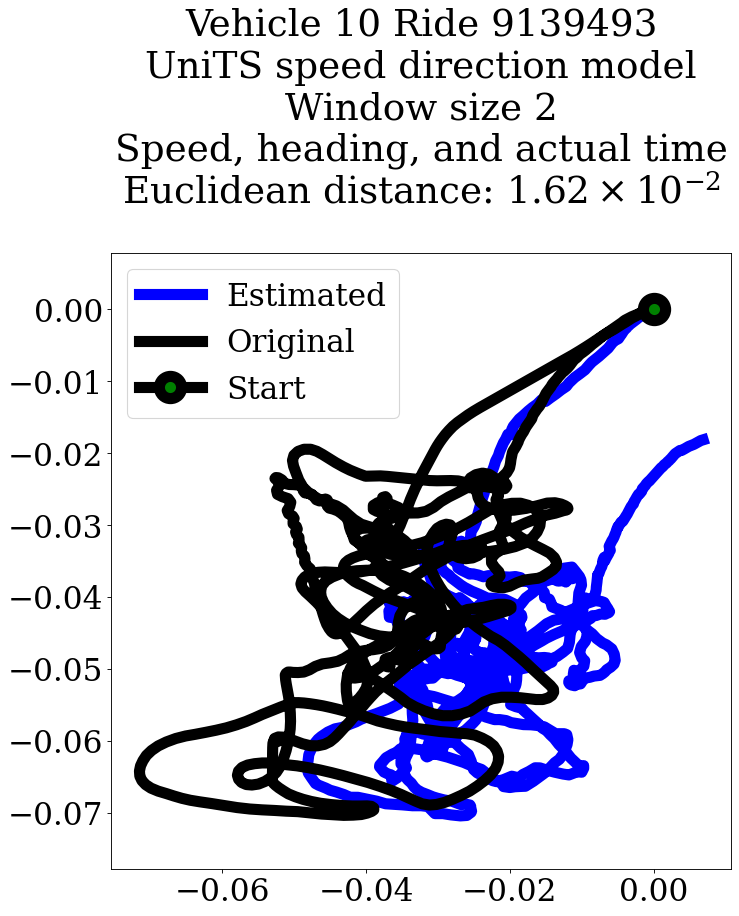 Vehicle 10 Ride 9139493
UniTS speed direction model
Window size 2
Speed, heading, and actual time
Euclidean distance: 1.62 × 10⁻²
Estimated
Original
Start
0.00
−0.01
−0.02
−0.03
−0.04
−0.05
−0.06
−0.07
−0.06 −0.04 −0.02 0.00